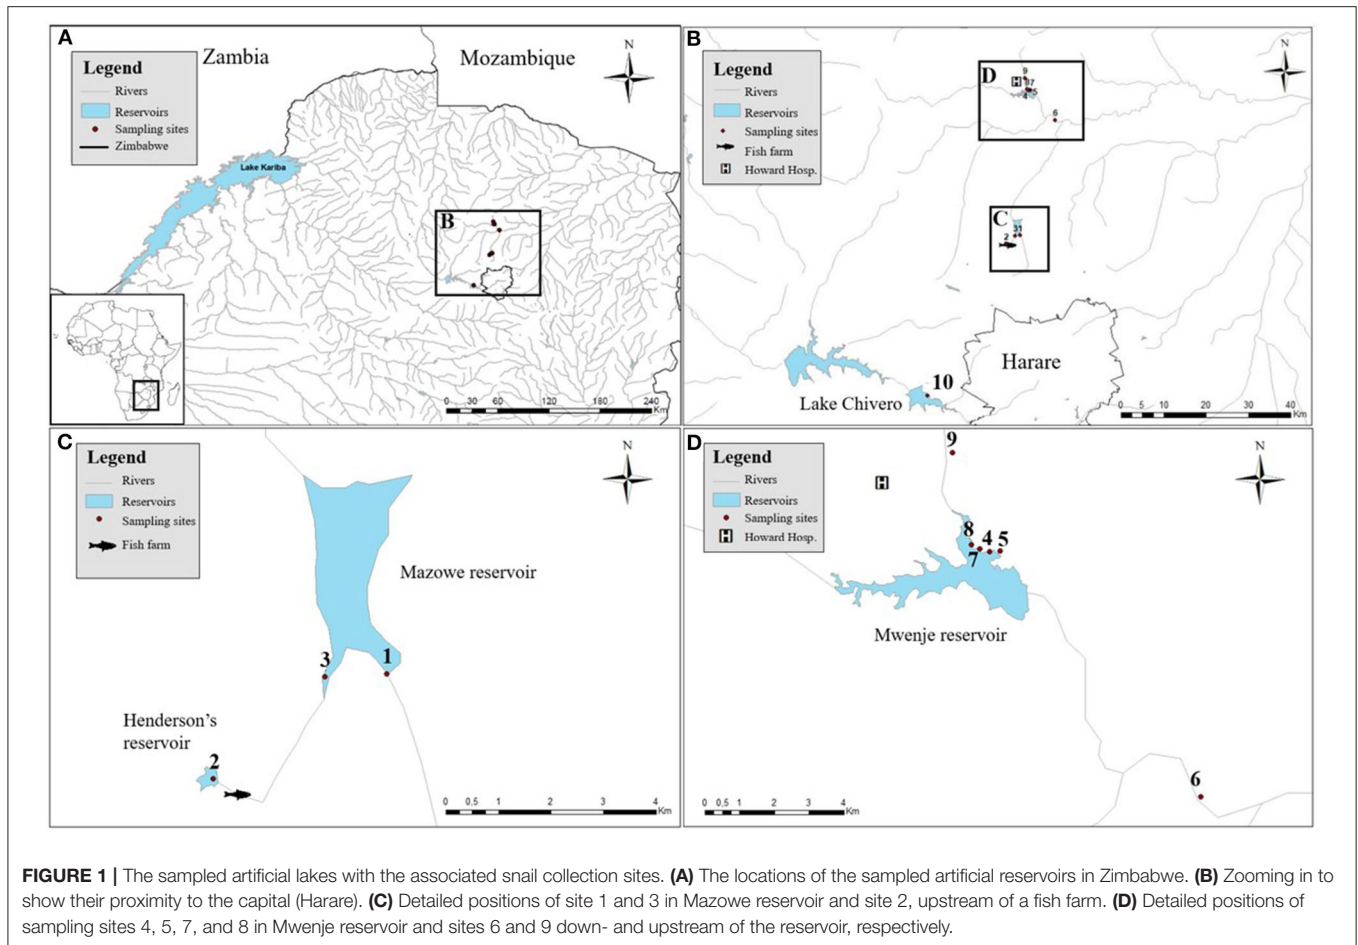 A
Zambia
Mozambique
N
Legend
Rivers
Reservoirs
Sampling sites
Zimbabwe
Lake Kariba
B
0 30 60 120 180 240
Km
B
N
Legend
Rivers
Reservoirs
Sampling sites
Fish farm
H Howard Hosp.
D
H
9
87
5
6
C
31
2
Harare
10
Lake Chivero
0 5 10 20 30 40
Km
C
N
Legend
Rivers
Reservoirs
Sampling sites
Fish farm
Mazowe reservoir
3
1
Henderson's
reservoir
2
0 0,5 1 2 3 4
Km
D
N
Legend
Rivers
Reservoirs
Sampling sites
H Howard Hosp.
9
H
8
4 5
7
Mwenje reservoir
6
0 0,5 1 2 3 4
Km
FIGURE 1 | The sampled artificial lakes with the associated snail collection sites. (A) The locations of the sampled artificial reservoirs in Zimbabwe. (B) Zooming in to
show their proximity to the capital (Harare). (C) Detailed positions of site 1 and 3 in Mazowe reservoir and site 2, upstream of a fish farm. (D) Detailed positions of
sampling sites 4, 5, 7, and 8 in Mwenje reservoir and sites 6 and 9 down- and upstream of the reservoir, respectively.